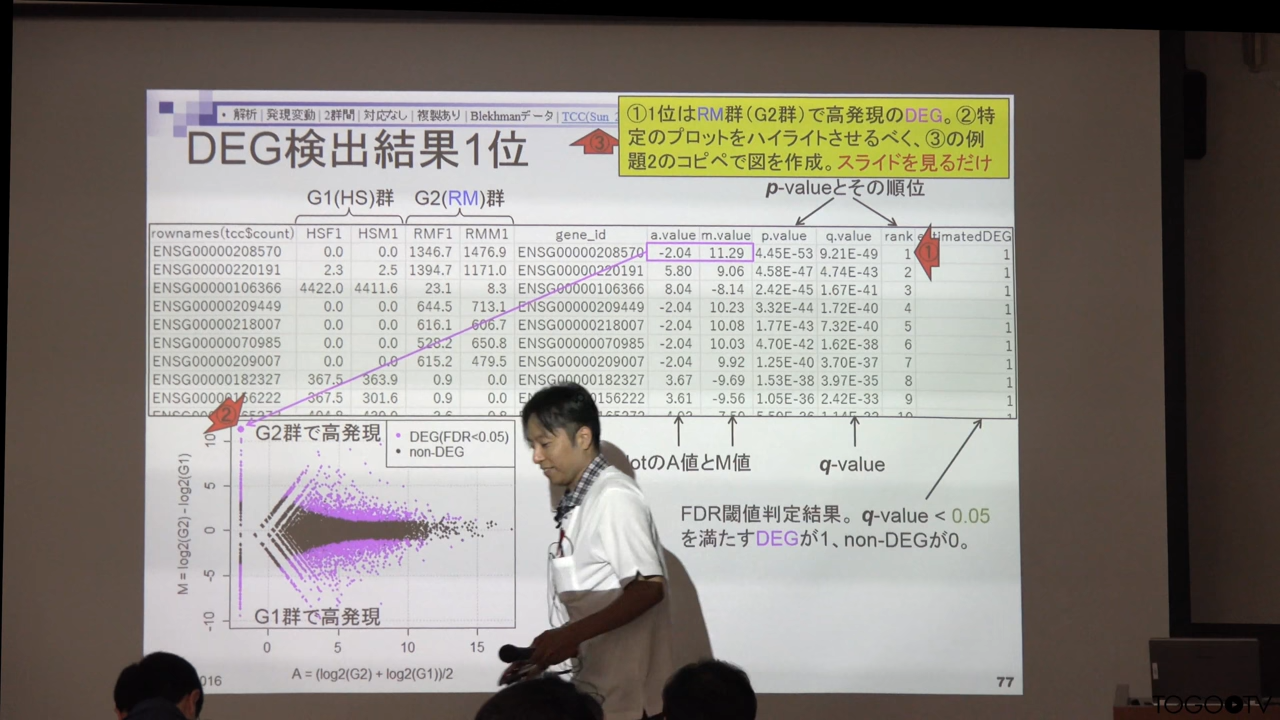 ・ 解析 | 発現変動 | 2群間 | 対応なし | 複製あり | Blekhmanデータ | TCC(Sun_2
DEG検出結果1位
③
①1位はRM群(G2群)で高発現のDEG。②特
定のプロットをハイライトさせるべく、③の例
題2のコピペで図を作成。スライドを見るだけ
G1(HS)群 G2(RM)群
p-valueとその順位
rownames(tcc$count) HSF1 HSM1 RMF1 RMM1 gene_id a.value m.value p.value q.value rank estimatedDEG
ENSG00000208570 0.0 0.0 1346.7 1476.9 ENSG00000208570 -2.04 11.29 4.45E-53 9.21E-49 1 1
①
ENSG00000220191 2.3 2.5 1394.7 1171.0 ENSG00000220191 5.80 9.06 4.58E-47 4.74E-43 2 1
ENSG00000106366 4422.0 4411.6 23.1 8.3 ENSG00000106366 8.04 -8.14 2.42E-45 1.67E-41 3 1
ENSG00000209449 0.0 0.0 644.5 713.1 ENSG00000209449 -2.04 10.23 3.32E-44 1.72E-40 4 1
ENSG00000218007 0.0 0.0 616.1 606.7 ENSG00000218007 -2.04 10.08 1.77E-43 7.32E-40 5 1
ENSG00000070985 0.0 0.0 528.2 650.8 ENSG00000070985 -2.04 10.03 4.70E-42 1.62E-38 6 1
ENSG00000209007 0.0 0.0 615.2 479.5 ENSG00000209007 -2.04 9.92 1.25E-40 3.70E-37 7 1
ENSG00000182327 367.5 363.9 0.9 0.0 ENSG00000182327 3.67 -9.69 1.53E-38 3.97E-35 8 1
ENSG00000156222 367.5 301.6 0.9 0.0 0156222 3.61 -9.56 1.05E-36 2.42E-33 9 1
②
G2群で高発現
DEG(FDR<0.05)
non-DEG
10
5
0
-5
-10
M = log2(G2) - log2(G1)
G1群で高発現
0 5 10 15
A = (log2(G2) + log2(G1))/2
lotのA値とM値
q-value
FDR閾値判定結果。q-value < 0.05
を満たすDEGが1、non-DEGが0。
016
77
TOGO TV